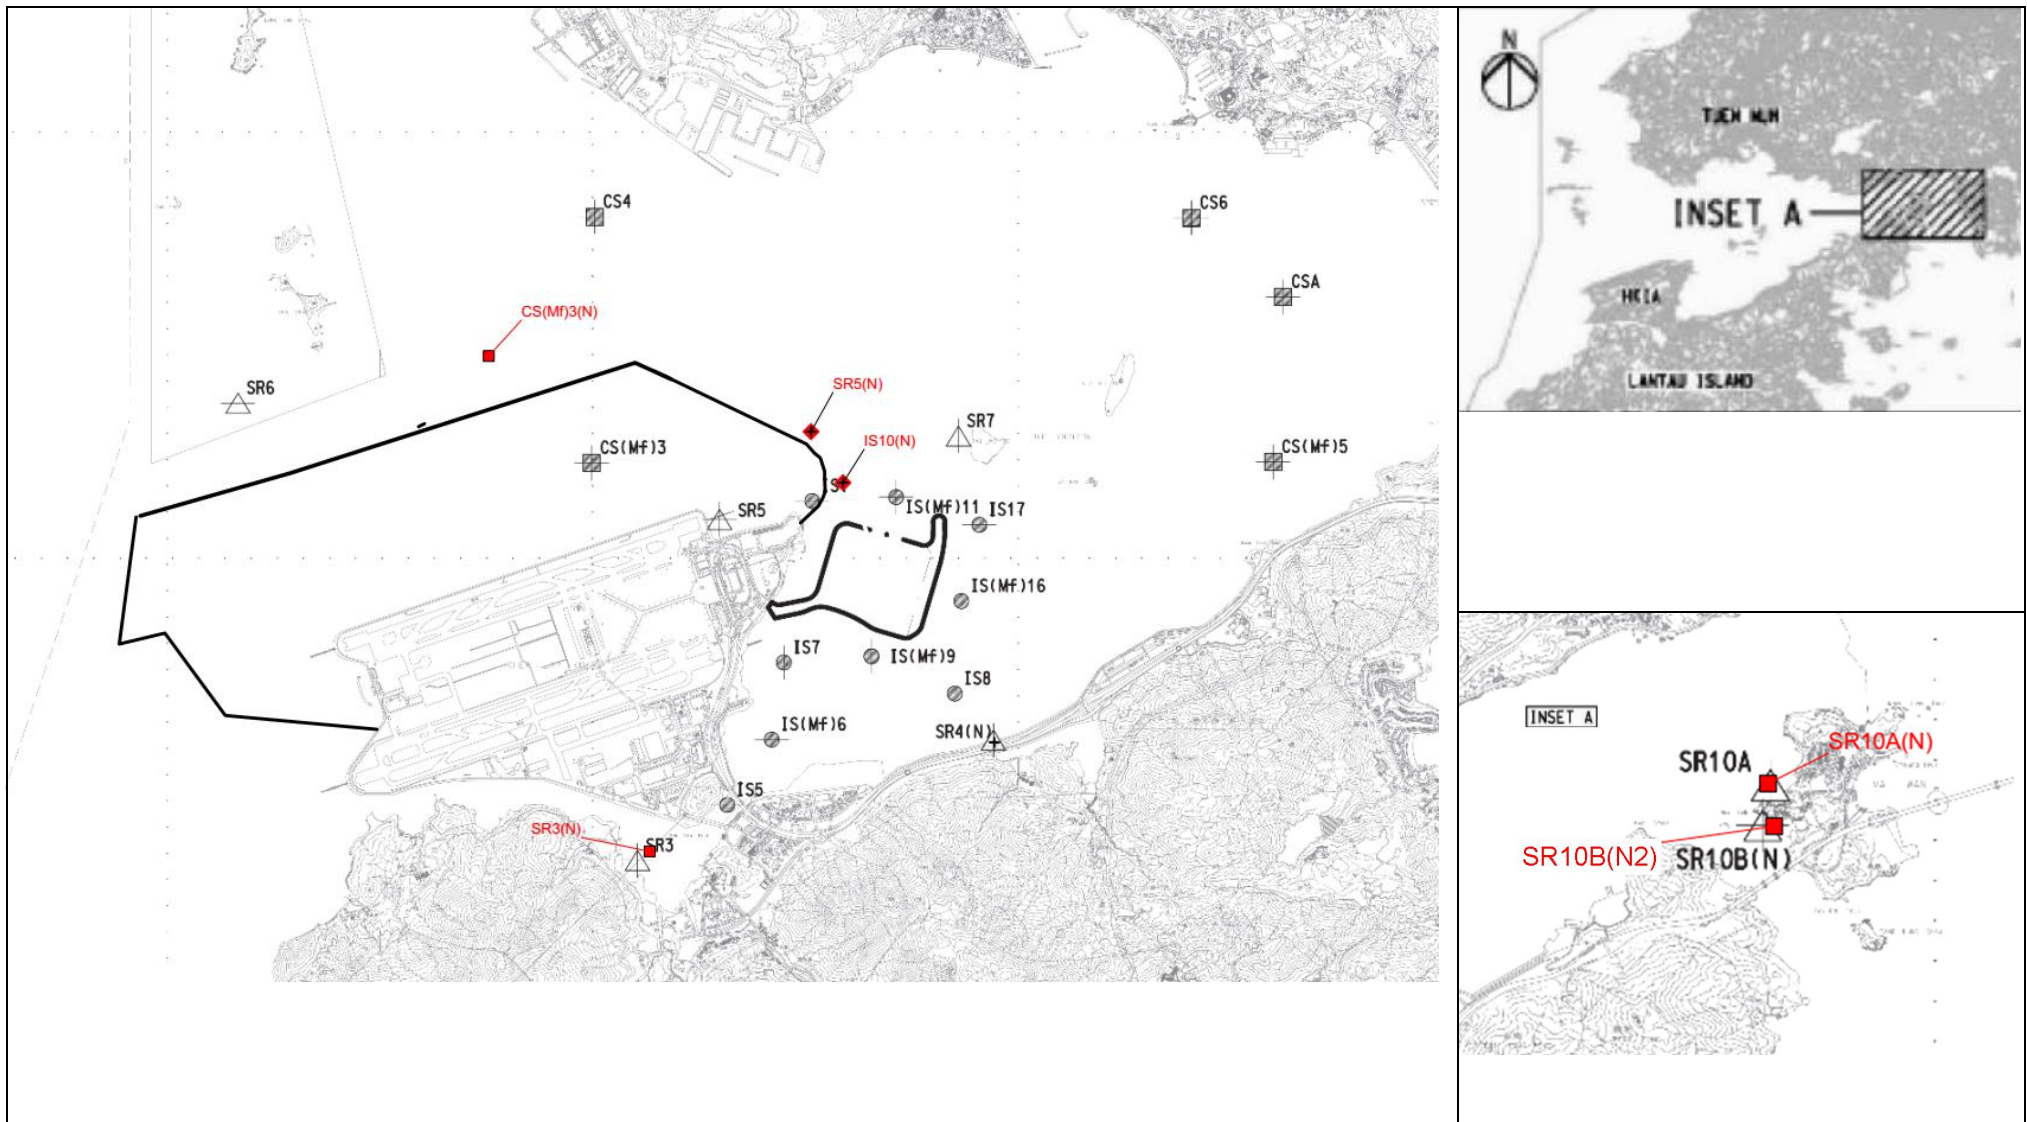 CS4
CS6
CSA
CS(Mf)3(N)
SR6
SR5(N)
SR7
IS10(N)
CS(Mf)3
CS(Mf)5
IS(Mf)11
IS17
SR5
IS(Mf)16
IS7
IS(Mf)9
IS8
IS(Mf)6
SR4(N)
IS5
SR3(N)
SR3
N
TUEN MUN
INSET A
HKIA
LANTAU ISLAND
INSET A
SR10A(N)
SR10A
SR10B(N2)
SR10B(N)